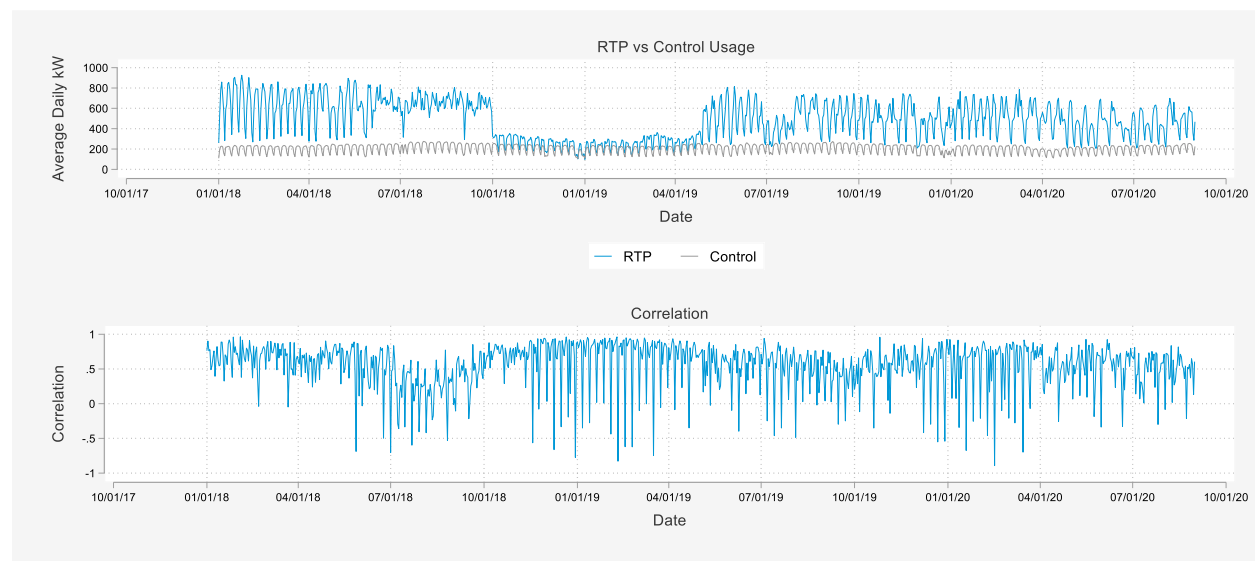 RTP vs Control Usage
Average Daily kW
1000
800
600
400
200
0
10/01/17 01/01/18 04/01/18 07/01/18 10/01/18 01/01/19 04/01/19 07/01/19 10/01/19 01/01/20 04/01/20 07/01/20 10/01/20
Date
RTP Control
Correlation
Correlation
1
.5
0
-.5
-1
10/01/17 01/01/18 04/01/18 07/01/18 10/01/18 01/01/19 04/01/19 07/01/19 10/01/19 01/01/20 04/01/20 07/01/20 10/01/20
Date